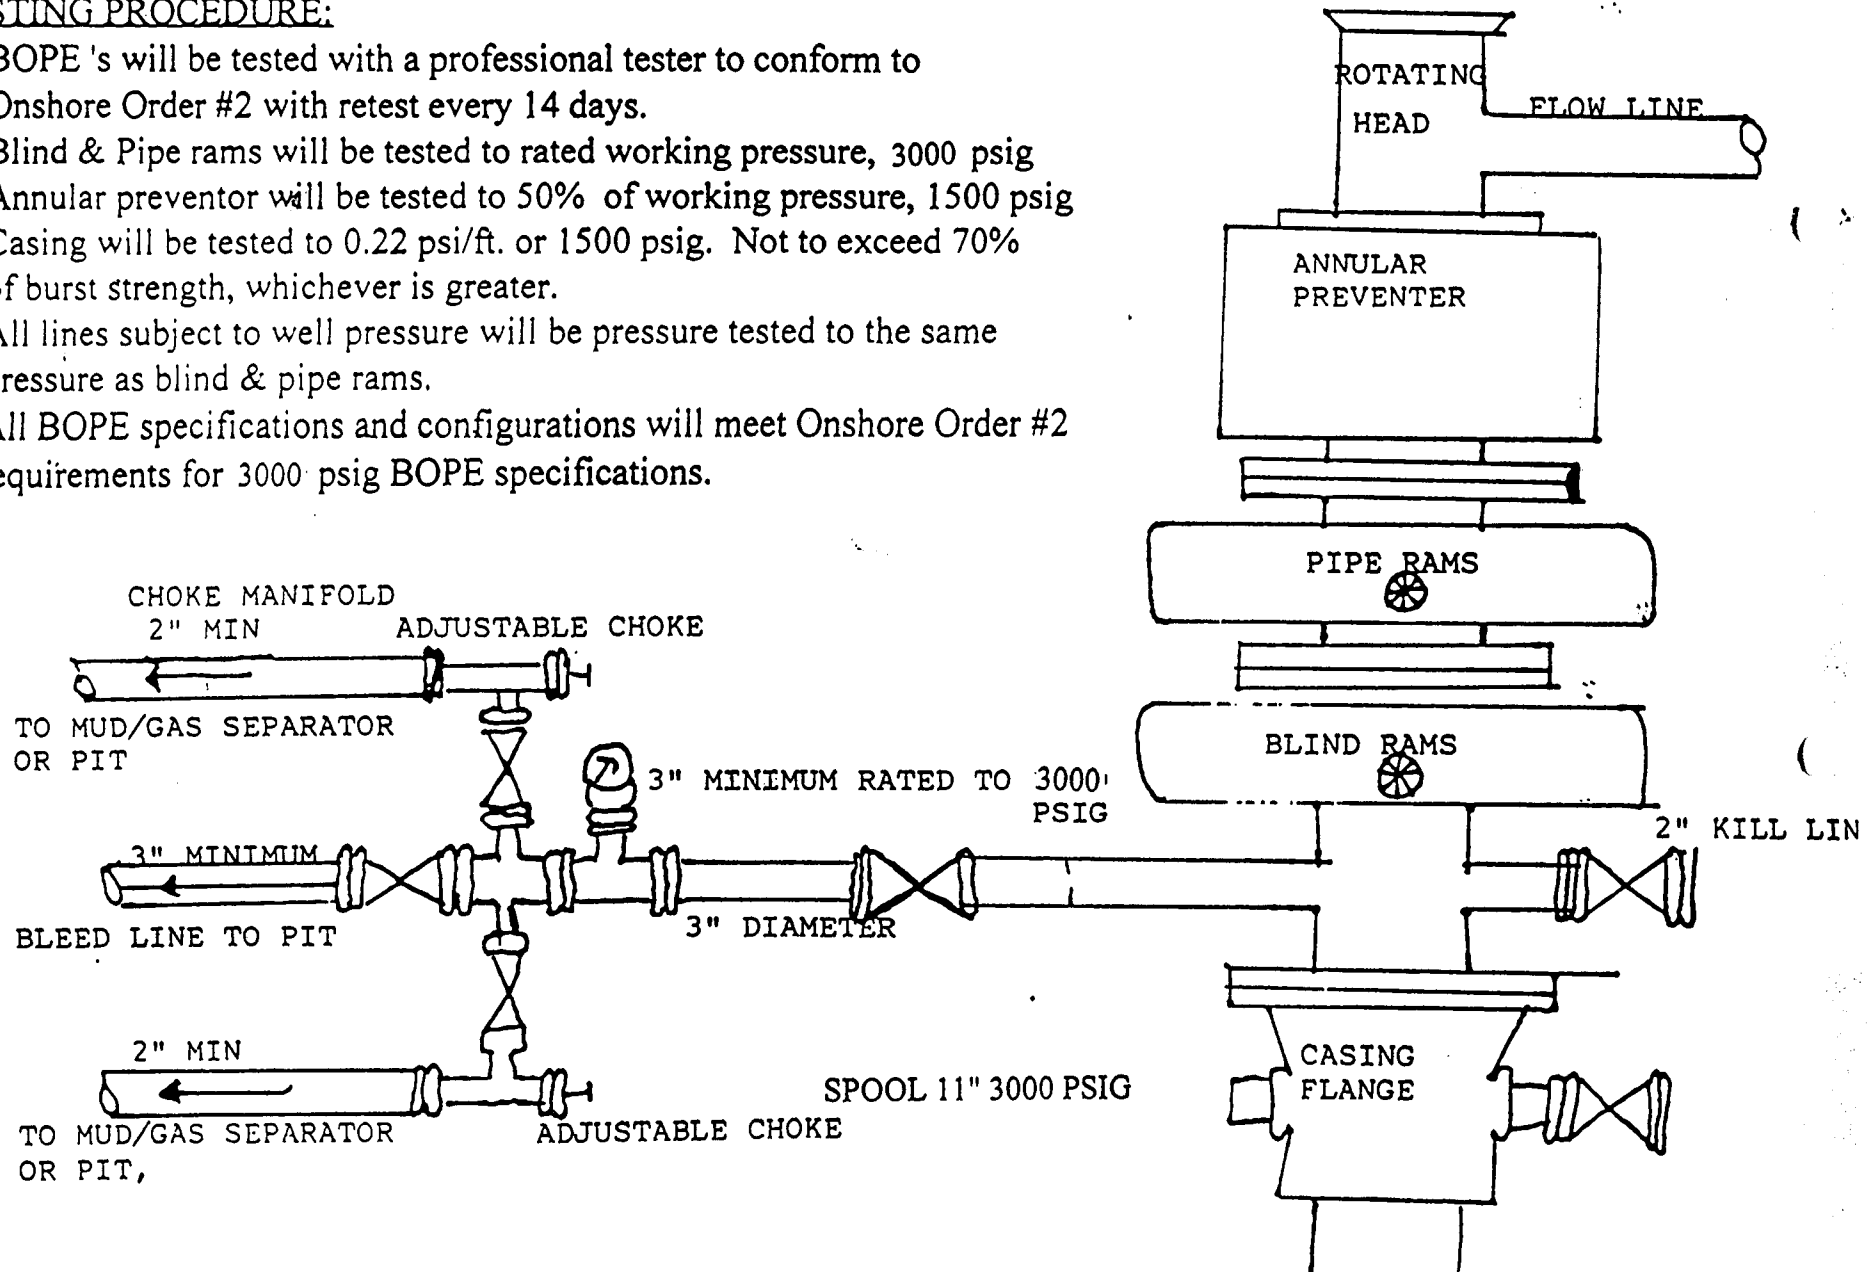 STING PROCEDURE:
BOPE 's will be tested with a professional tester to conform to
Onshore Order #2 with retest every 14 days.
Blind & Pipe rams will be tested to rated working pressure, 3000 psig
Annular preventor will be tested to 50% of working pressure, 1500 psig
Casing will be tested to 0.22 psi/ft. or 1500 psig. Not to exceed 70%
of burst strength, whichever is greater.
All lines subject to well pressure will be pressure tested to the same
ressure as blind & pipe rams.
All BOPE specifications and configurations will meet Onshore Order #2
equirements for 3000 psig BOPE specifications.
ROTATING
HEAD
FLOW LINE
ANNULAR
PREVENTER
PIPE RAMS
BLIND RAMS
2" KILL LIN
CHOKE MANIFOLD
2" MIN
ADJUSTABLE CHOKE
TO MUD/GAS SEPARATOR
OR PIT
3" MINIMUM RATED TO 3000
PSIG
3" MINIMUM
BLEED LINE TO PIT
3" DIAMETER
2" MIN
TO MUD/GAS SEPARATOR
OR PIT,
ADJUSTABLE CHOKE
SPOOL 11" 3000 PSIG
CASING
FLANGE